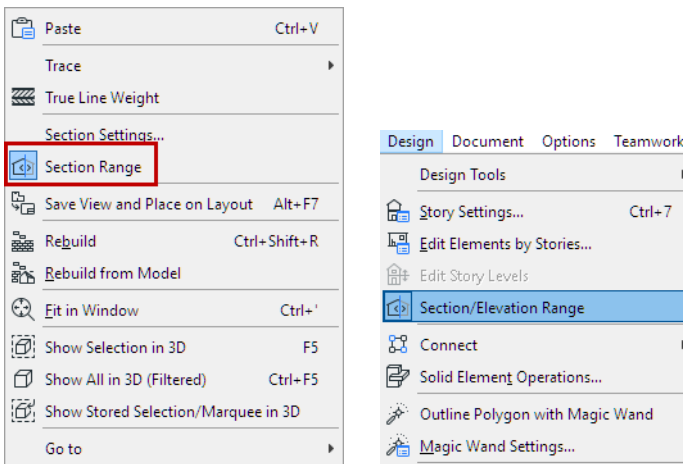 Paste Ctrl+V
Trace
True Line Weight
Section Settings...
Section Range
Save View and Place on Layout Alt+F7
Rebuild Ctrl+Shift+R
Rebuild from Model
Fit in Window Ctrl+'
Show Selection in 3D F5
Show All in 3D (Filtered) Ctrl+F5
Show Stored Selection/Marquee in 3D
Go to
Design Document Options Teamwork
Design Tools
Story Settings... Ctrl+7
Edit Elements by Stories...
Edit Story Levels
Section/Elevation Range
Connect
Solid Element Operations...
Outline Polygon with Magic Wand
Magic Wand Settings...